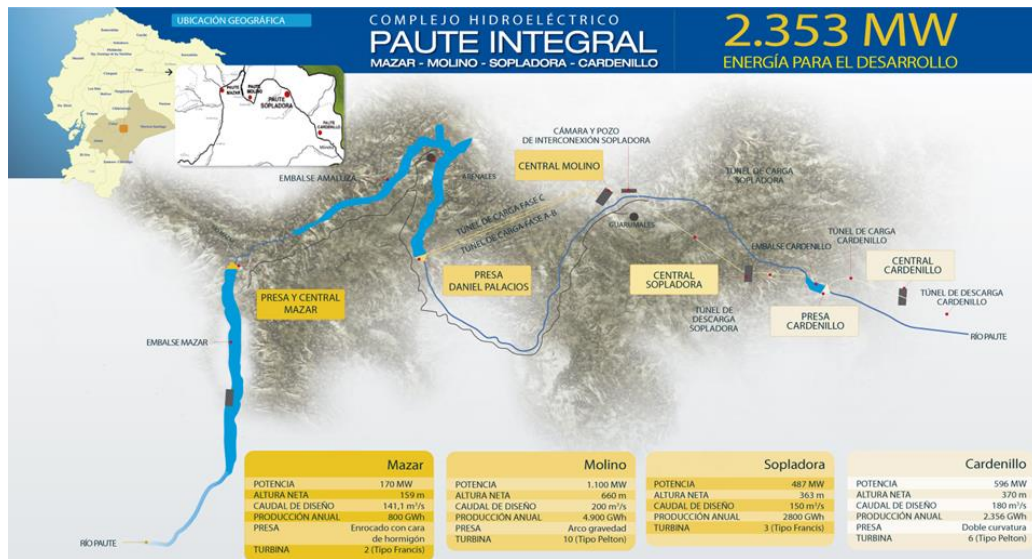 UBICACIÓN GEOGRÁFICA
COMPLEJO HIDROELÉCTRICO
PAUTE INTEGRAL
MAZAR - MOLINO - SOPLADORA - CARDENILLO
2.353 MW
ENERGÍA PARA EL DESARROLLO
PAUTE
MAZAR
PAUTE
MOLINO
PAUTE
SOPLADORA
PAUTE
CARDENILLO
CÁMARA Y POZO
DE INTERCONEXIÓN SOPLADORA
CENTRAL MOLINO
TÚNEL DE CARGA
SOPLADORA
EMBALSE AMALUZA
ARENALES
TÚNEL DE CARGA FASE C
TÚNEL DE CARGA FASE A-B
GUARUMALES
EMBALSE CARDENILLO
TÚNEL DE CARGA
CARDENILLO
CENTRAL
CARDENILLO
PRESA Y CENTRAL
MAZAR
PRESA
DANIEL PALACIOS
CENTRAL
SOPLADORA
TÚNEL DE
DESCARGA
SOPLADORA
PRESA
CARDENILLO
TÚNEL DE DESCARGA
CARDENILLO
RÍO PAUTE
EMBALSE MAZAR
RÍO PAUTE
Mazar
POTENCIA 170 MW
ALTURA NETA 159 m
CAUDAL DE DISEÑO 141,1 m³/s
PRODUCCIÓN ANUAL 800 GWh
PRESA Enrocado con cara
de hormigón
TURBINA 2 (Tipo Francis)
Molino
POTENCIA 1.100 MW
ALTURA NETA 660 m
CAUDAL DE DISEÑO 200 m³/s
PRODUCCIÓN ANUAL 4.900 GWh
PRESA Arco gravedad
TURBINA 10 (Tipo Pelton)
Sopladora
POTENCIA 487 MW
ALTURA NETA 363 m
CAUDAL DE DISEÑO 150 m³/s
PRODUCCIÓN ANUAL 2800 GWh
TURBINA 3 (Tipo Francis)
Cardenillo
POTENCIA 596 MW
ALTURA NETA 370 m
CAUDAL DE DISEÑO 180 m³/s
PRODUCCIÓN ANUAL 2.356 GWh
PRESA Doble curvatura
TURBINA 6 (Tipo Pelton)